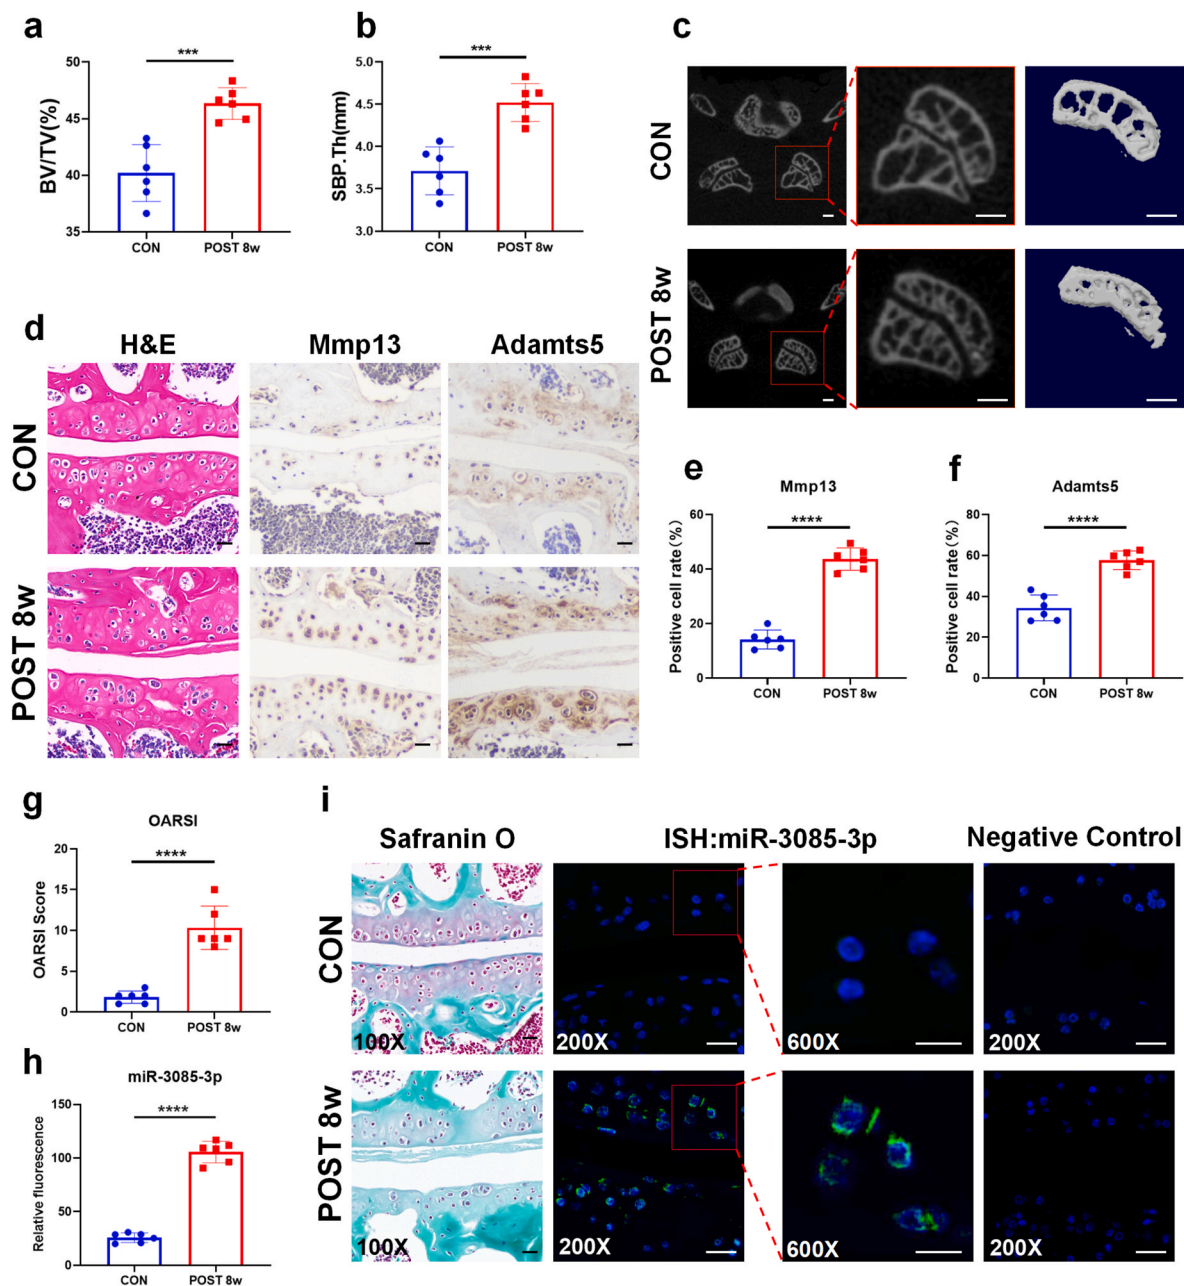 a
***
BV/TV(%)
50
45
40
35
CON
POST 8w
b
***
SBP.Th(mm)
5.0
4.5
4.0
3.5
3.0
CON
POST 8w
c
CON
POST 8w
d
H&E
Mmp13
Adamts5
CON
POST 8w
e
Mmp13
****
Positive cell rate(%)
60
40
20
0
CON
POST 8w
f
Adamts5
****
Positive cell rate(%)
80
60
40
20
0
CON
POST 8w
g
OARSI
****
OARSI Score
20
15
10
5
0
CON
POST 8w
h
miR-3085-3p
****
Relative fluorescence
150
100
50
0
CON
POST 8w
i
Safranin O
ISH:miR-3085-3p
Negative Control
CON
100X
200X
600X
200X
POST 8w
100X
200X
600X
200X